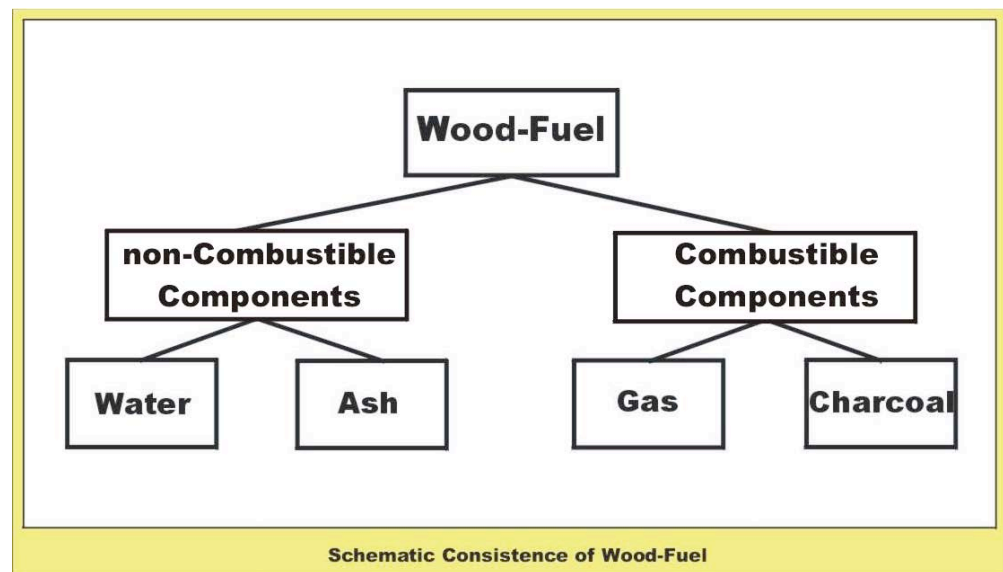 Wood-Fuel
non-Combustible
Components
Combustible
Components
Water
Ash
Gas
Charcoal
Schematic Consistence of Wood-Fuel